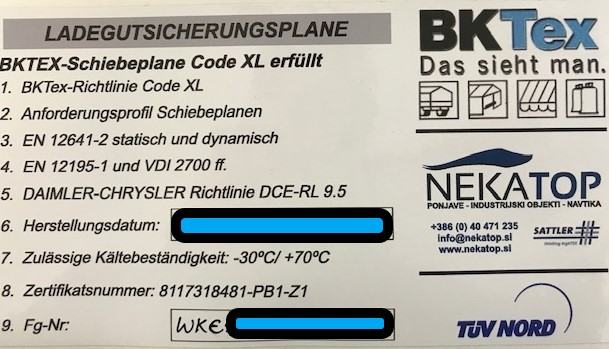 LADEGUTSICHERUNGSPLANE
BKTEX-Schiebeplane Code XL erfüllt
1. BKTex-Richtlinie Code XL
2. Anforderungsprofil Schiebeplanen
3. EN 12641-2 statisch und dynamisch
4. EN 12195-1 und VDI 2700 ff.
5. DAIMLER-CHRYSLER Richtlinie DCE-RL 9.5
6. Herstellungsdatum:
7. Zulässige Kältebeständigkeit: -30ºC/ +70ºC
8. Zertifikatsnummer: 8117318481-PB1-Z1
9. Fg-Nr: WKE
BKTex
Das sieht man.
NEKATOP
PONJAVE - INDUSTRIJSKI OBJEKTI - NAVTIKA
+386 (0) 40 471 235
info@nekatop.si
www.nekatop.si
SATTLER
thinking highTEX
TÜV NORD